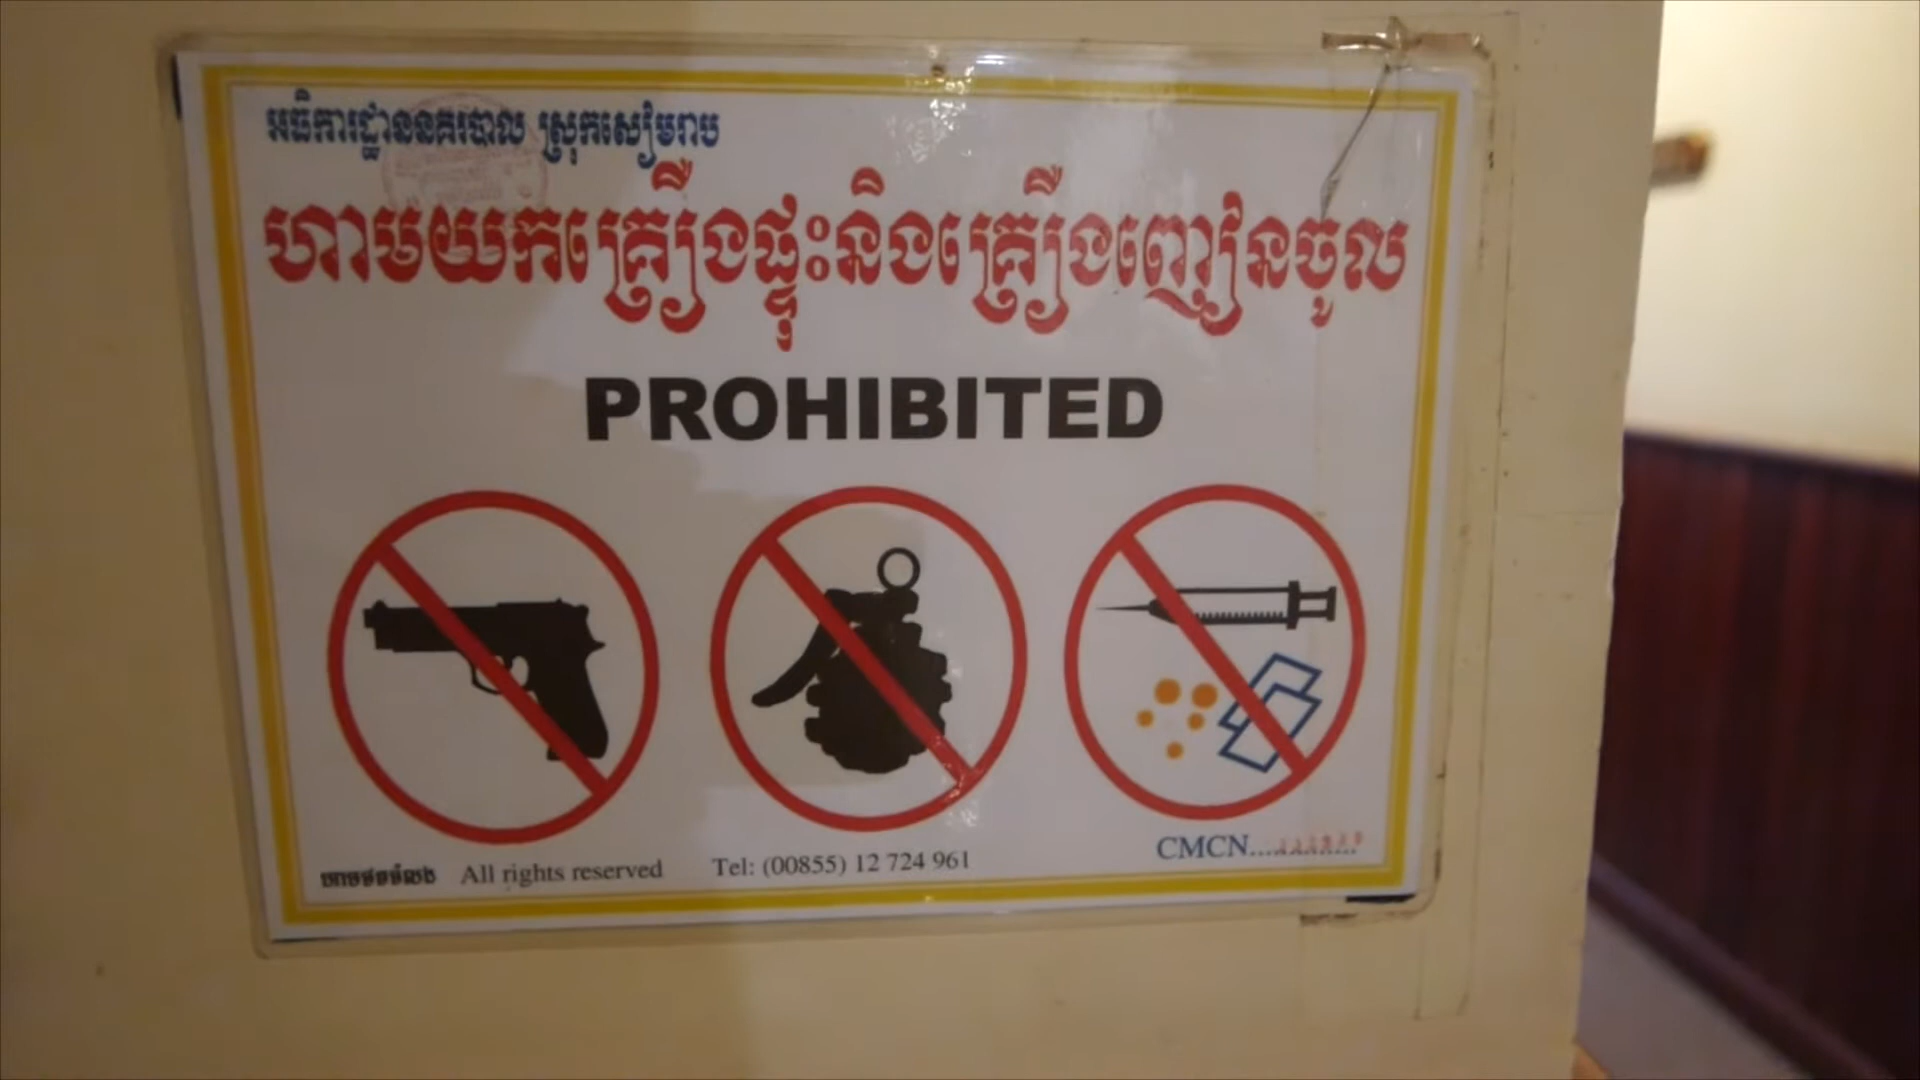 អធិការដ្ឋាននគរបាល ស្រុកសៀមរាប
ហាមយកគ្រឿងផ្ទុះនិងគ្រឿងញៀនចូល
PROHIBITED
ហាមថតចំលង All rights reserved Tel: (00855) 12 724 961 CMCN